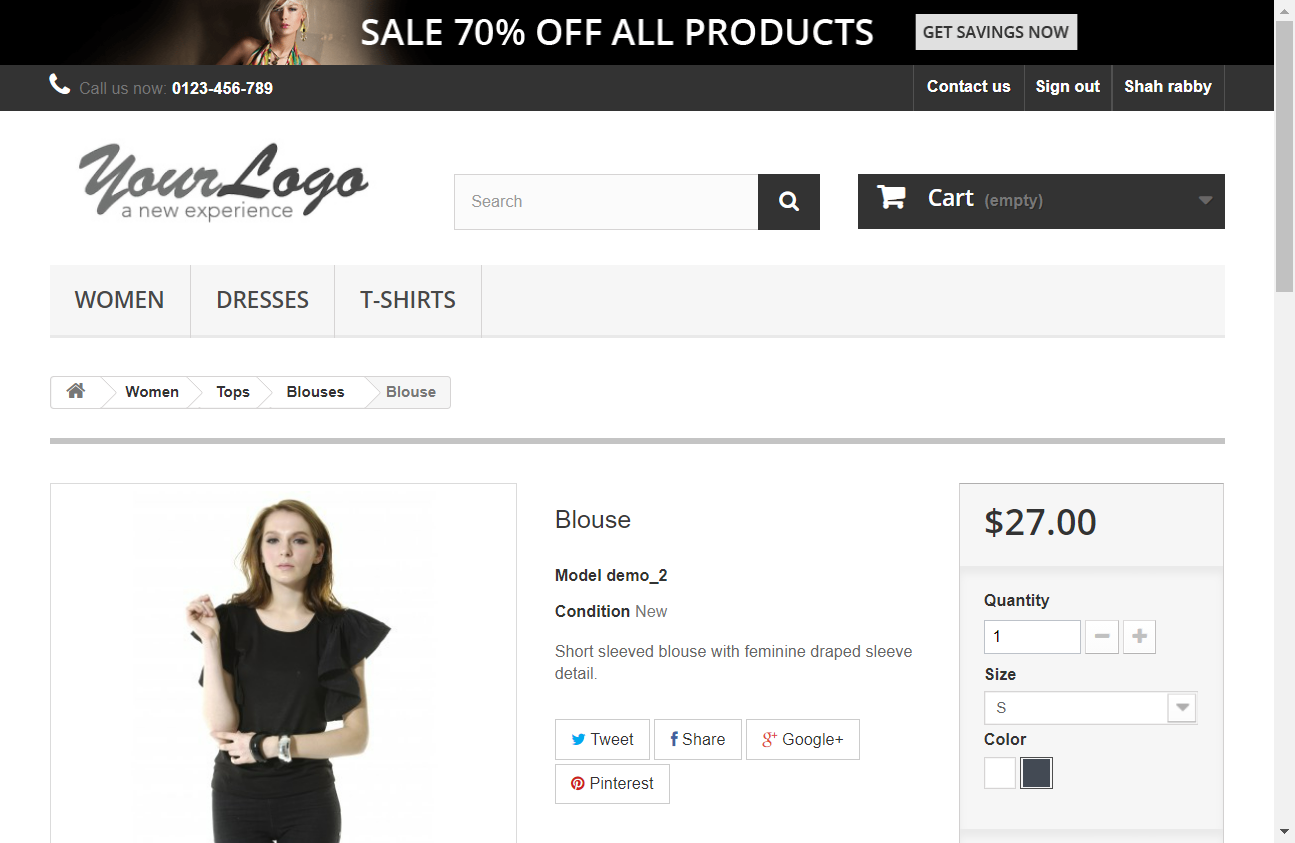 SALE 70% OFF ALL PRODUCTS GET SAVINGS NOW
Call us now: 0123-456-789 Contact us Sign out Shah rabby
Your Logo
a new experience
Search
Cart (empty)
WOMEN DRESSES T-SHIRTS
Women Tops Blouses Blouse
Blouse
Model demo_2
Condition New
Short sleeved blouse with feminine draped sleeve
detail.
Tweet Share Google+
Pinterest
$27.00
Quantity
1
Size
S
Color